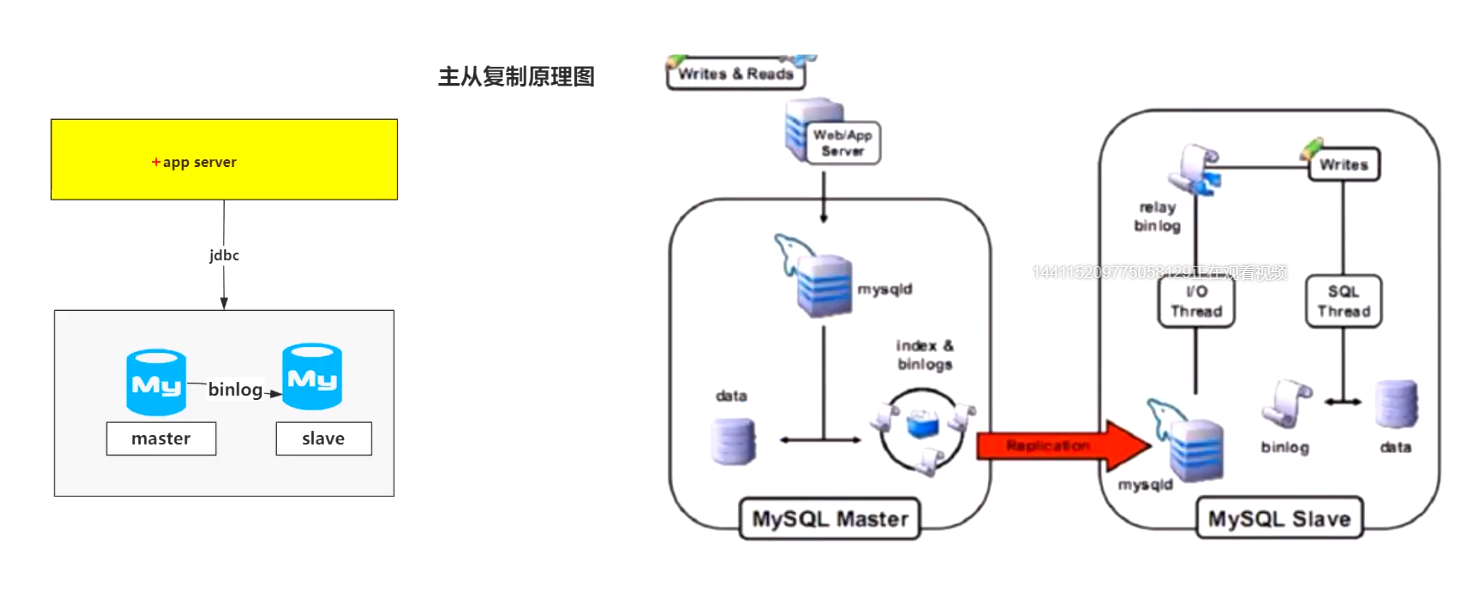 主从复制原理图
+app server
jdbc
My
My
binlog
master
slave
Writes & Reads
Web/App
Server
mysqld
index &
binlogs
data
MySQL Master
Replication
relay
binlog
Writes
144115209775058129正在观看视频
I/O
Thread
SQL
Thread
mysqld
binlog
data
MySQL Slave